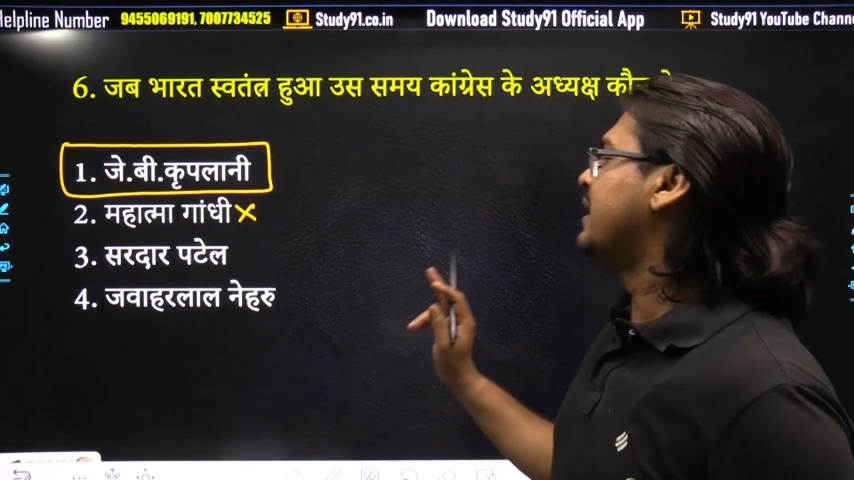 Helpline Number 9455069191, 7007734525 Study91.co.in Download Study91 Official App Study91 YouTube Channe
6. जब भारत स्वतंत्र हुआ उस समय कांग्रेस के अध्यक्ष कौन
1. जे.बी.कृपलानी
2. महात्मा गांधी
3. सरदार पटेल
4. जवाहरलाल नेहरु